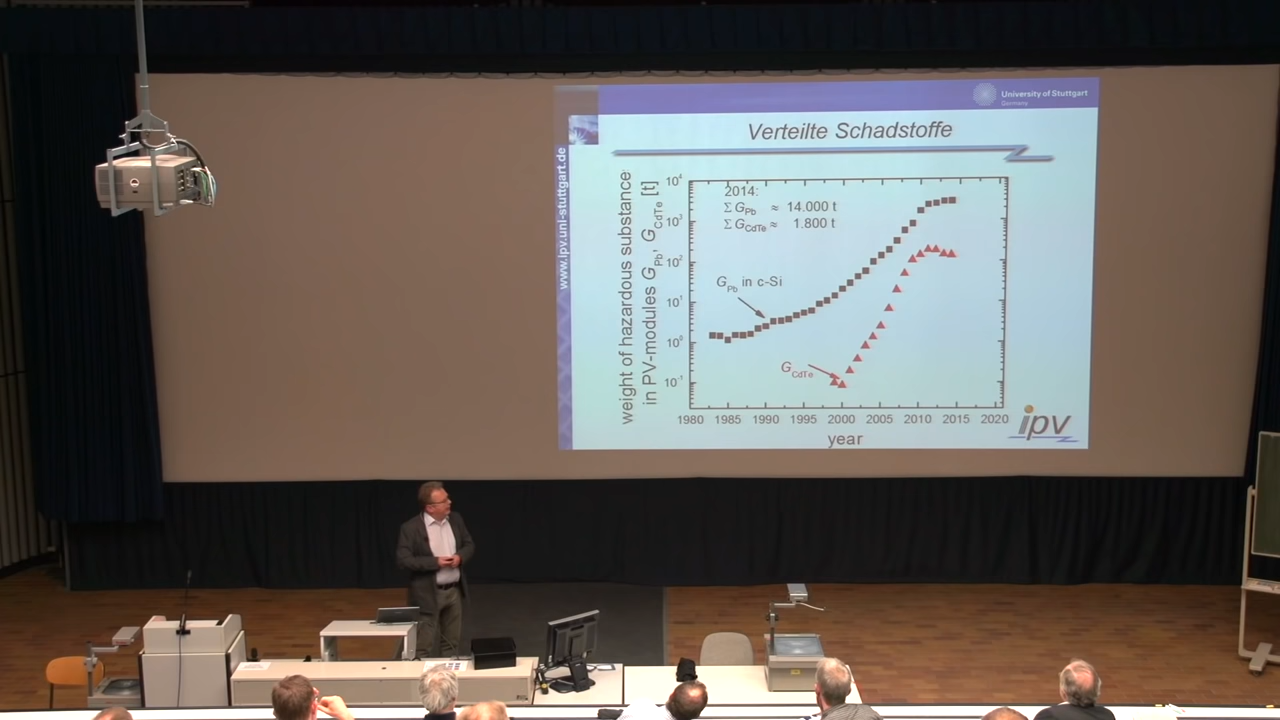 University of Stuttgart
Germany
Verteilte Schadstoffe
www.ipv.uni-stuttgart.de
weight of hazardous substance
in PV-modules G_Pb, G_CdTe [t]
10^4
10^3
10^2
10^1
10^0
10^-1
2014:
Σ G_Pb ≈ 14.000 t
Σ G_CdTe ≈ 1.800 t
G_Pb in c-Si
G_CdTe
1980 1985 1990 1995 2000 2005 2010 2015 2020
year
ipv